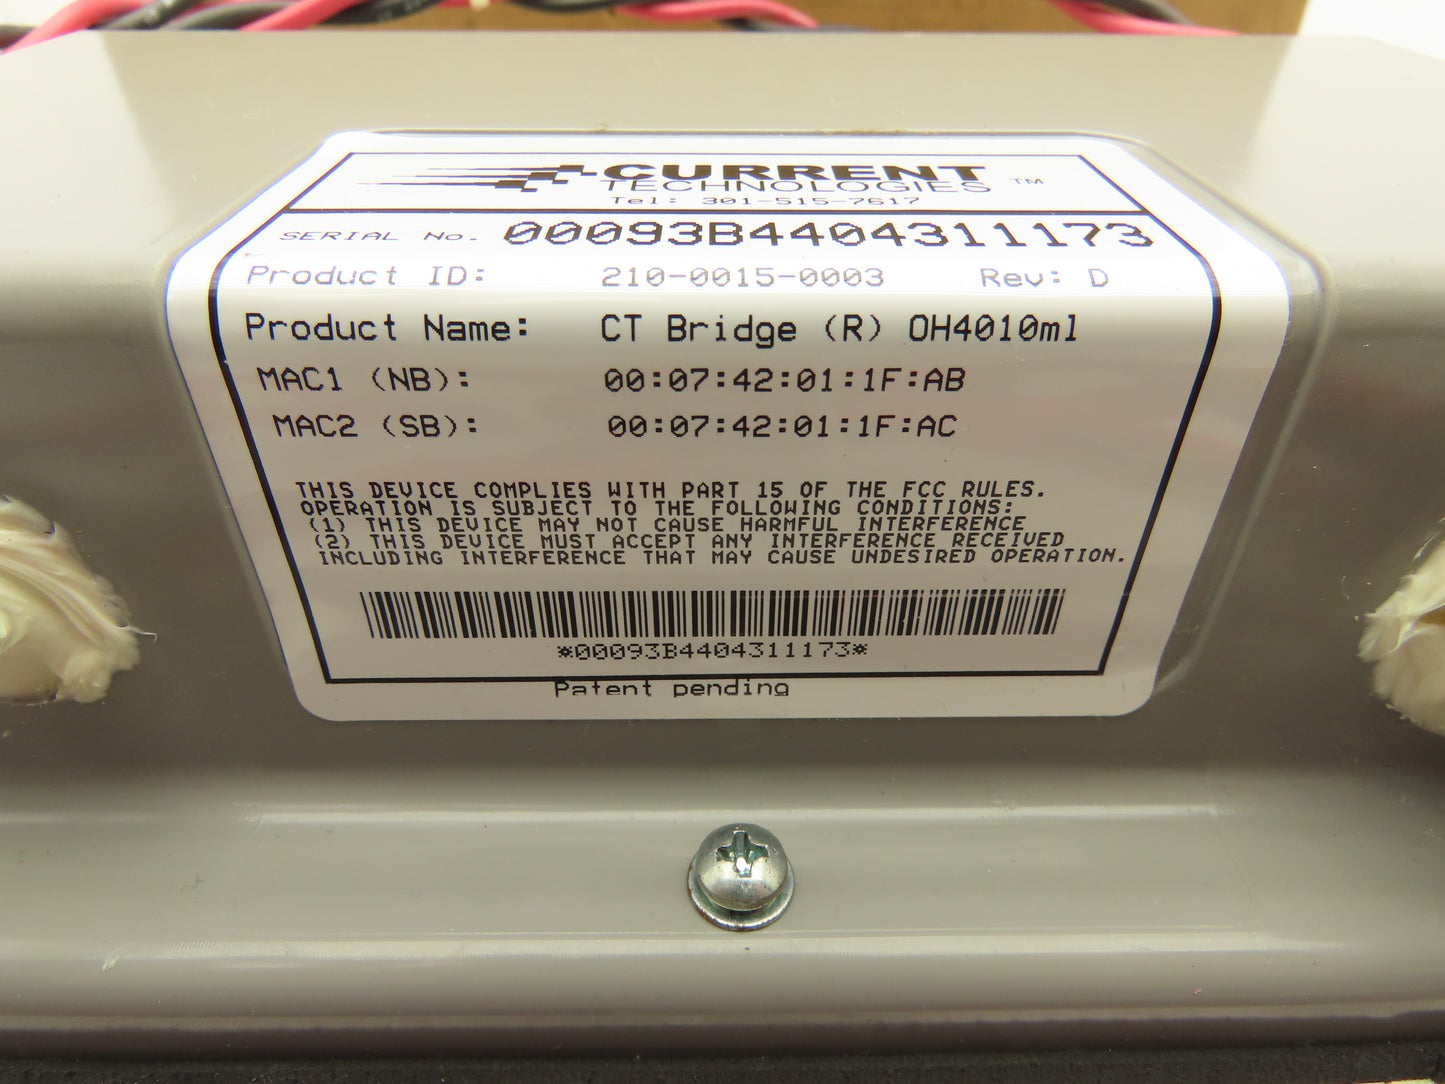 CURRENT
TECHNOLOGIES ™
Tel: 301-515-7617
SERIAL No. 00093B4404311173
Product ID: 210-0015-0003 Rev: D
Product Name: CT Bridge (R) OH4010ml
MAC1 (NB): 00:07:42:01:1F:AB
MAC2 (SB): 00:07:42:01:1F:AC
THIS DEVICE COMPLIES WITH PART 15 OF THE FCC RULES.
OPERATION IS SUBJECT TO THE FOLLOWING CONDITIONS:
(1) THIS DEVICE MAY NOT CAUSE HARMFUL INTERFERENCE
(2) THIS DEVICE MUST ACCEPT ANY INTERFERENCE RECEIVED
INCLUDING INTERFERENCE THAT MAY CAUSE UNDESIRED OPERATION.
*00093B4404311173*
Patent pending